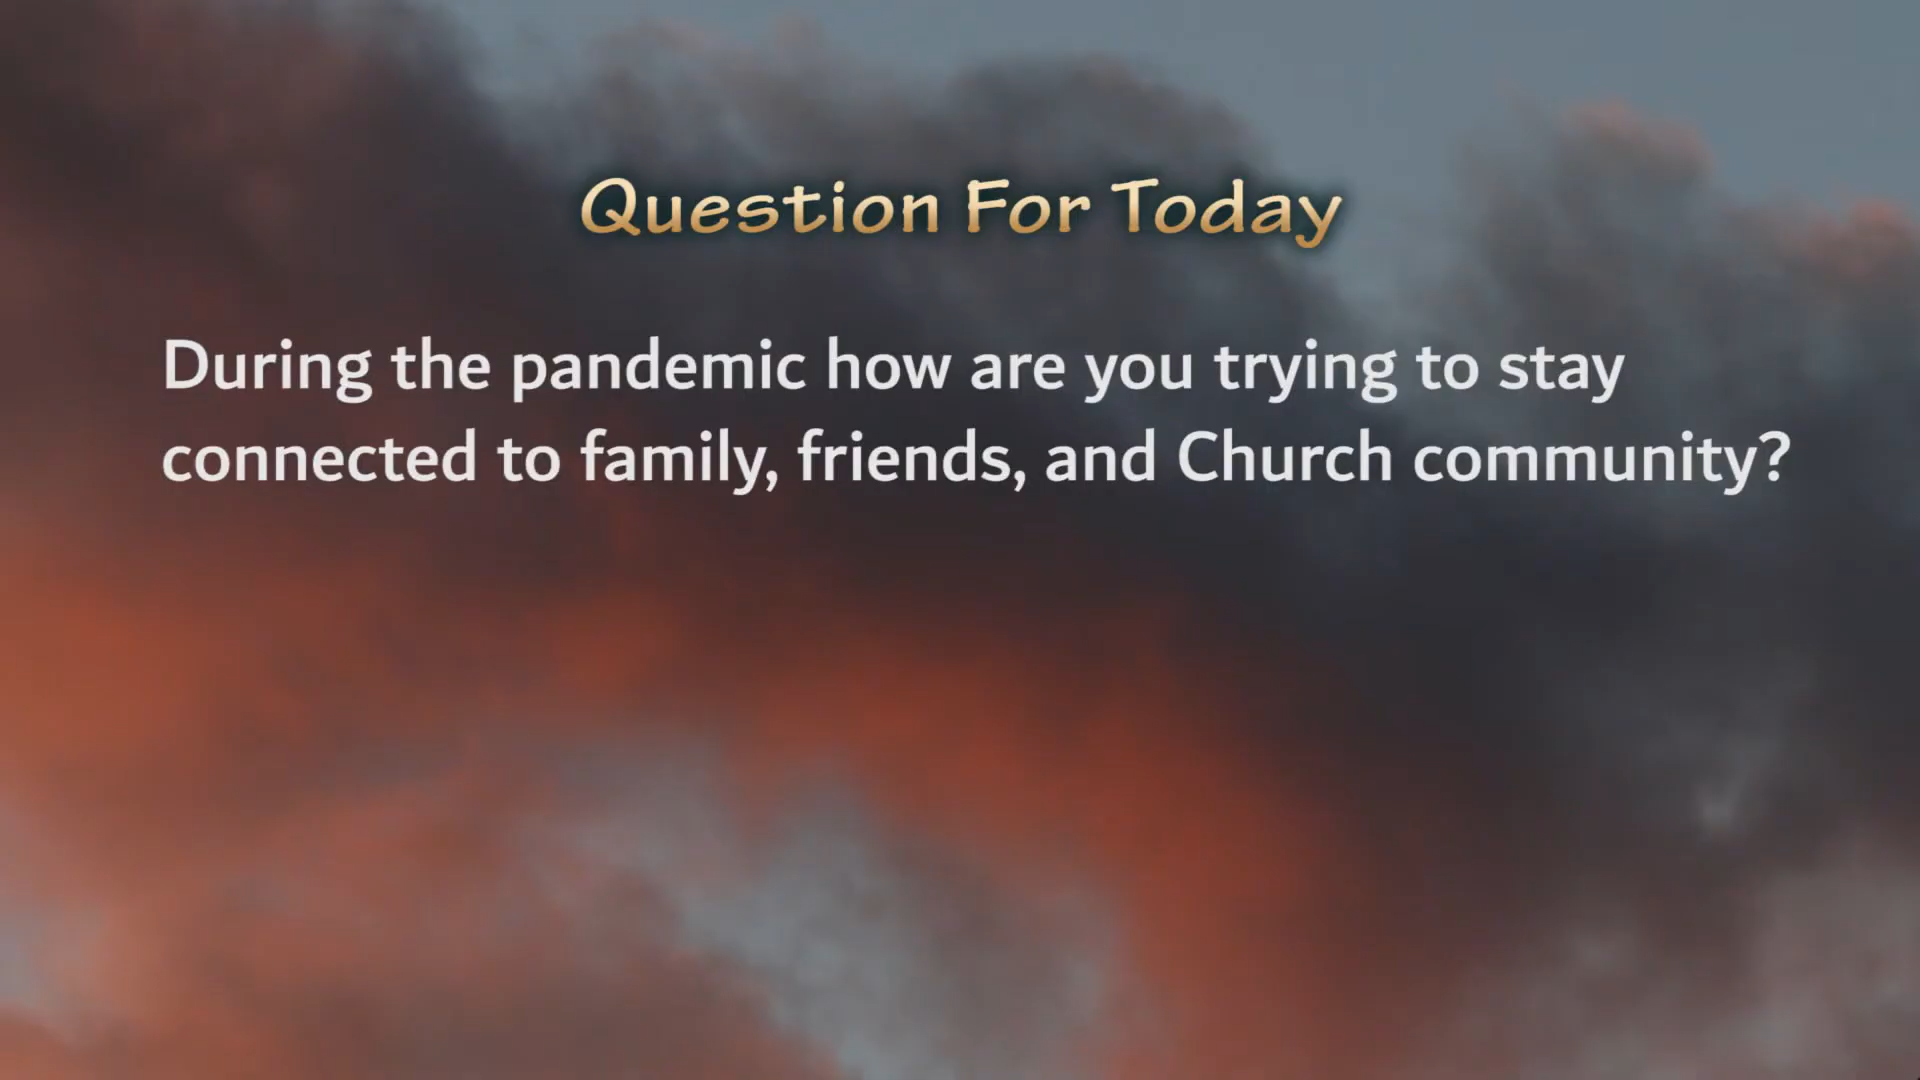 Question For Today
During the pandemic how are you trying to stay
connected to family, friends, and Church community?